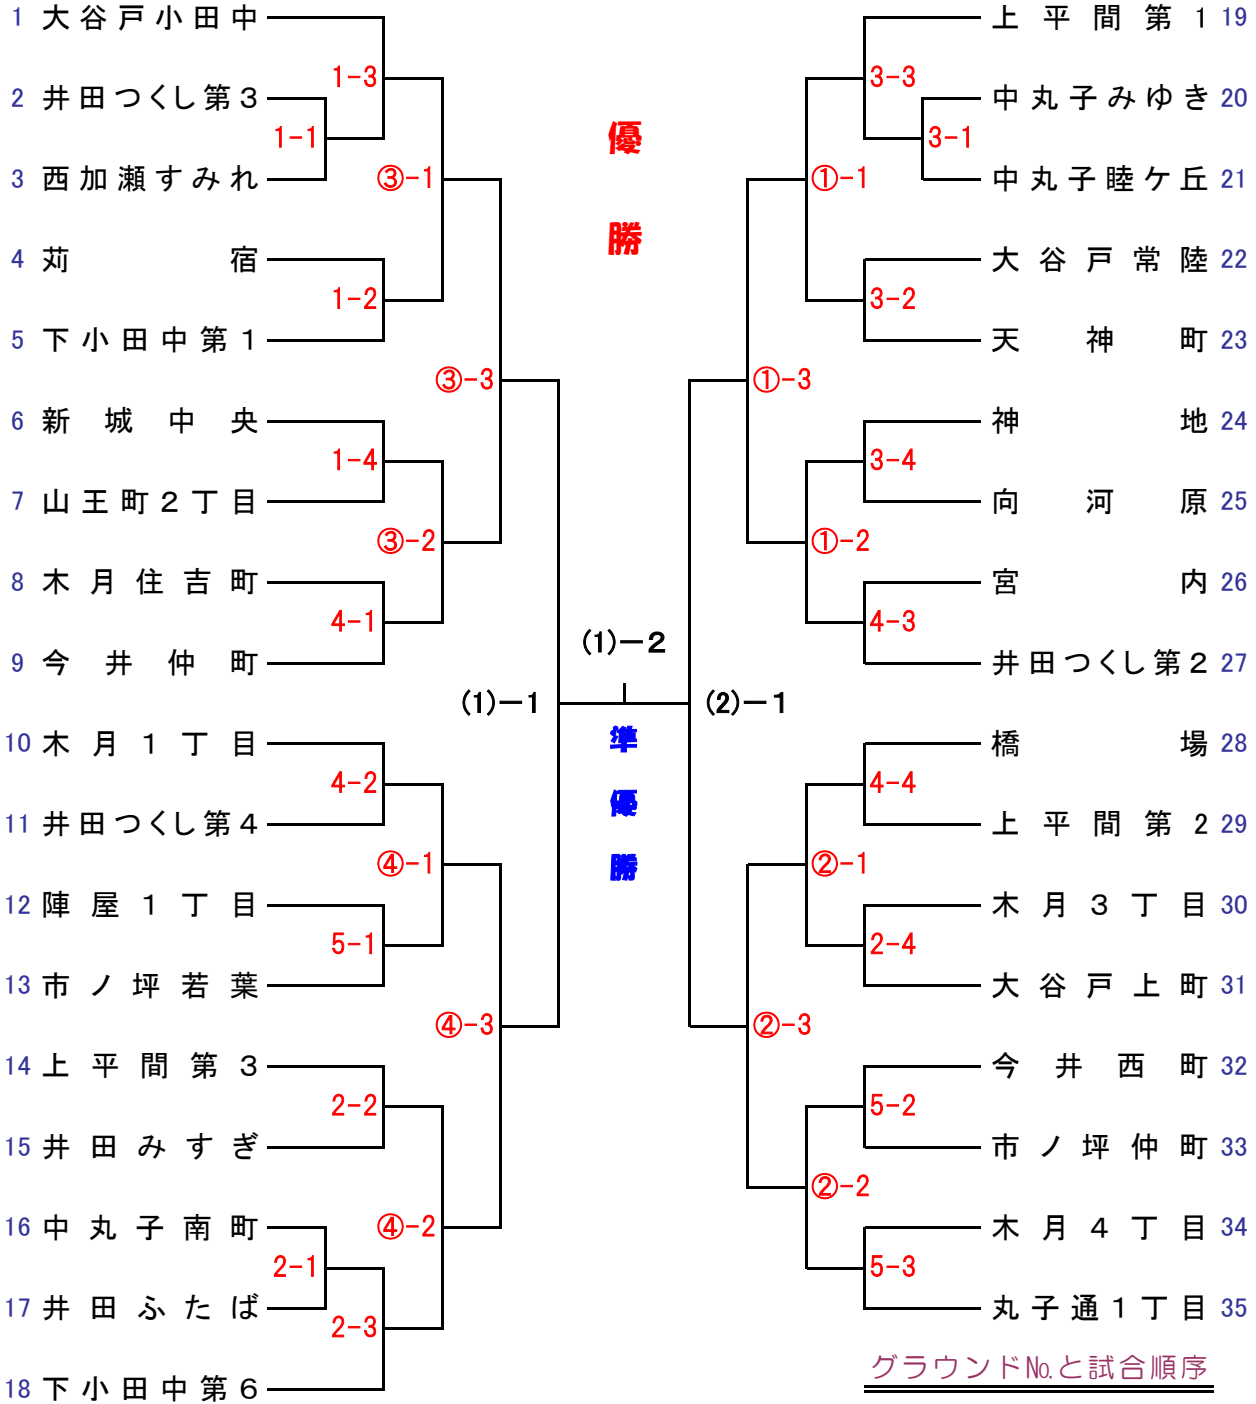 1 大谷戸小田中
1-3
2 井田つくし第3
1-1
3 西加瀬すみれ
③-1
4 苅宿
1-2
5 下小田中第1
③-3
6 新城中央
1-4
7 山王町2丁目
③-2
8 木月住吉町
4-1
9 今井仲町
(1)-1
10 木月1丁目
4-2
11 井田つくし第4
④-1
12 陣屋1丁目
5-1
13 市ノ坪若葉
④-3
14 上平間第3
2-2
15 井田みすぎ
④-2
16 中丸子南町
2-1
17 井田ふたば
2-3
18 下小田中第6
優勝
(1)-2
準優勝
上平間第1 19
3-3
中丸子みゆき 20
3-1
中丸子睦ケ丘 21
①-1
大谷戸常陸 22
3-2
天神町 23
①-3
神地 24
3-4
向河原 25
①-2
宮内 26
4-3
井田つくし第2 27
(2)-1
橋場 28
4-4
上平間第2 29
②-1
木月3丁目 30
2-4
大谷戸上町 31
②-3
今井西町 32
5-2
市ノ坪仲町 33
②-2
木月4丁目 34
5-3
丸子通1丁目 35
グラウンド№と試合順序